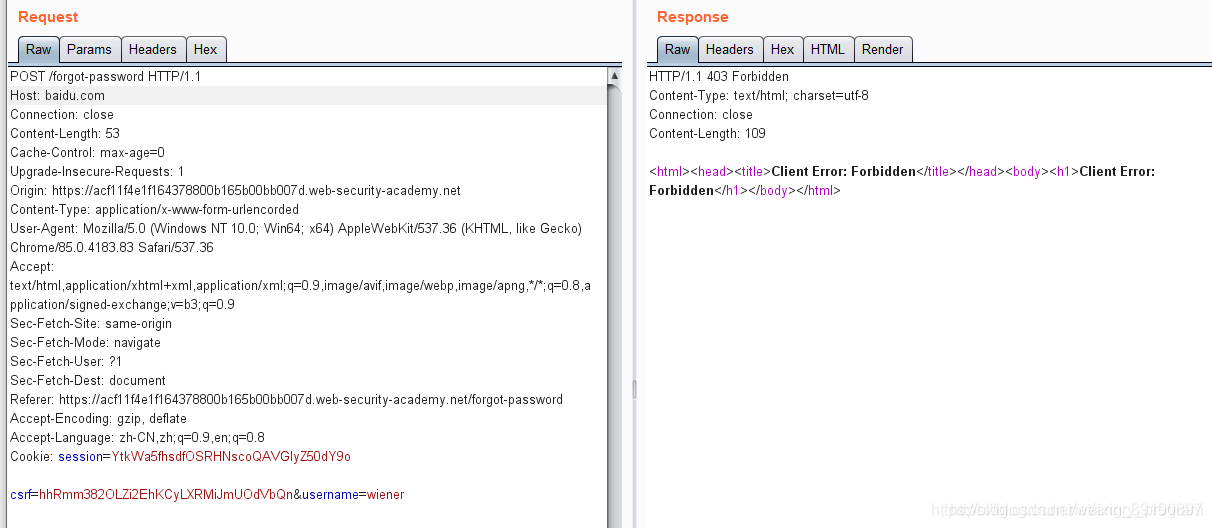 Request
Raw Params Headers Hex
POST /forgot-password HTTP/1.1
Host: baidu.com
Connection: close
Content-Length: 53
Cache-Control: max-age=0
Upgrade-Insecure-Requests: 1
Origin: https://acf11f4e1f164378800b165b00bb007d.web-security-academy.net
Content-Type: application/x-www-form-urlencorded
User-Agent: Mozilla/5.0 (Windows NT 10.0; Win64; x64) AppleWebKit/537.36 (KHTML, like Gecko)
Chrome/85.0.4183.83 Safari/537.36
Accept:
text/html,application/xhtml+xml,application/xml;q=0.9,image/avif,image/webp,image/apng,*/*;q=0.8,a
pplication/signed-exchange;v=b3;q=0.9
Sec-Fetch-Site: same-origin
Sec-Fetch-Mode: navigate
Sec-Fetch-User: ?1
Sec-Fetch-Dest: document
Referer: https://acf11f4e1f164378800b165b00bb007d.web-security-academy.net/forgot-password
Accept-Encoding: gzip, deflate
Accept-Language: zh-CN,zh;q=0.9,en;q=0.8
Cookie: session=YtkWa5fhsdfOSRHNscoQAVGIyZ50dY9o
csrf=hhRmm382OLZi2EhKCyLXRMiJmUOdVbQn&username=wiener
Response
Raw Headers Hex HTML Render
HTTP/1.1 403 Forbidden
Content-Type: text/html; charset=utf-8
Connection: close
Content-Length: 109
<html><head><title>Client Error: Forbidden</title></head><body><h1>Client Error:
Forbidden</h1></body></html>